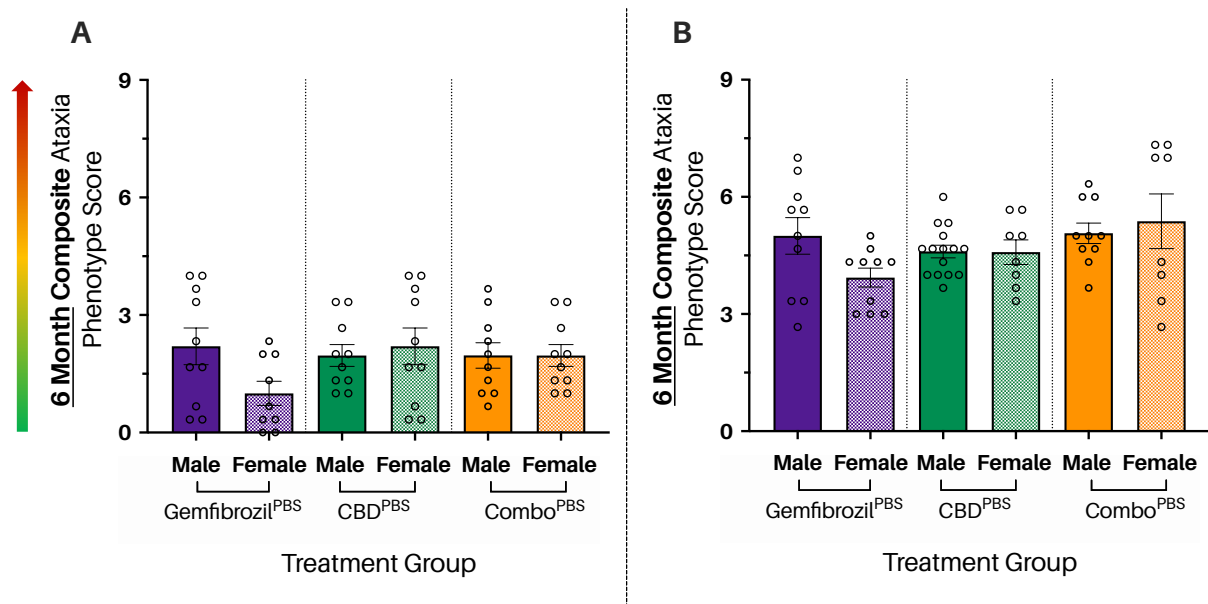 A
6 Month Composite Ataxia
Phenotype Score
9
6
3
0
Male Female Male Female Male Female
Gemfibrozil^PBS CBD^PBS Combo^PBS
Treatment Group
B
6 Month Composite Ataxia
Phenotype Score
9
6
3
0
Male Female Male Female Male Female
Gemfibrozil^PBS CBD^PBS Combo^PBS
Treatment Group